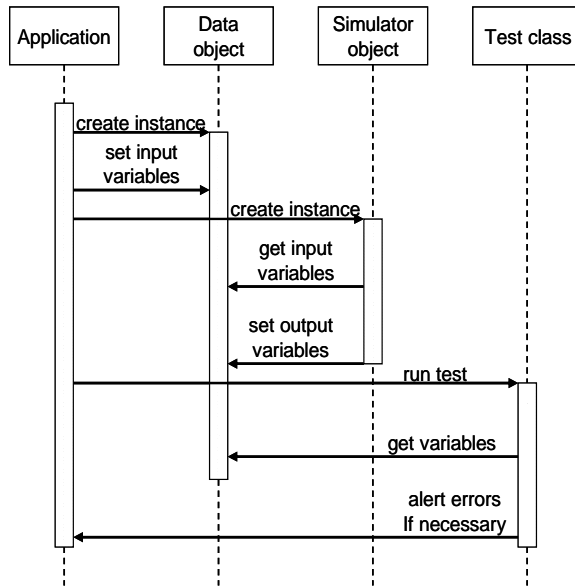 Application
Data
object
Simulator
object
Test class
create instance
set input
variables
create instance
get input
variables
set output
variables
run test
get variables
alert errors
If necessary